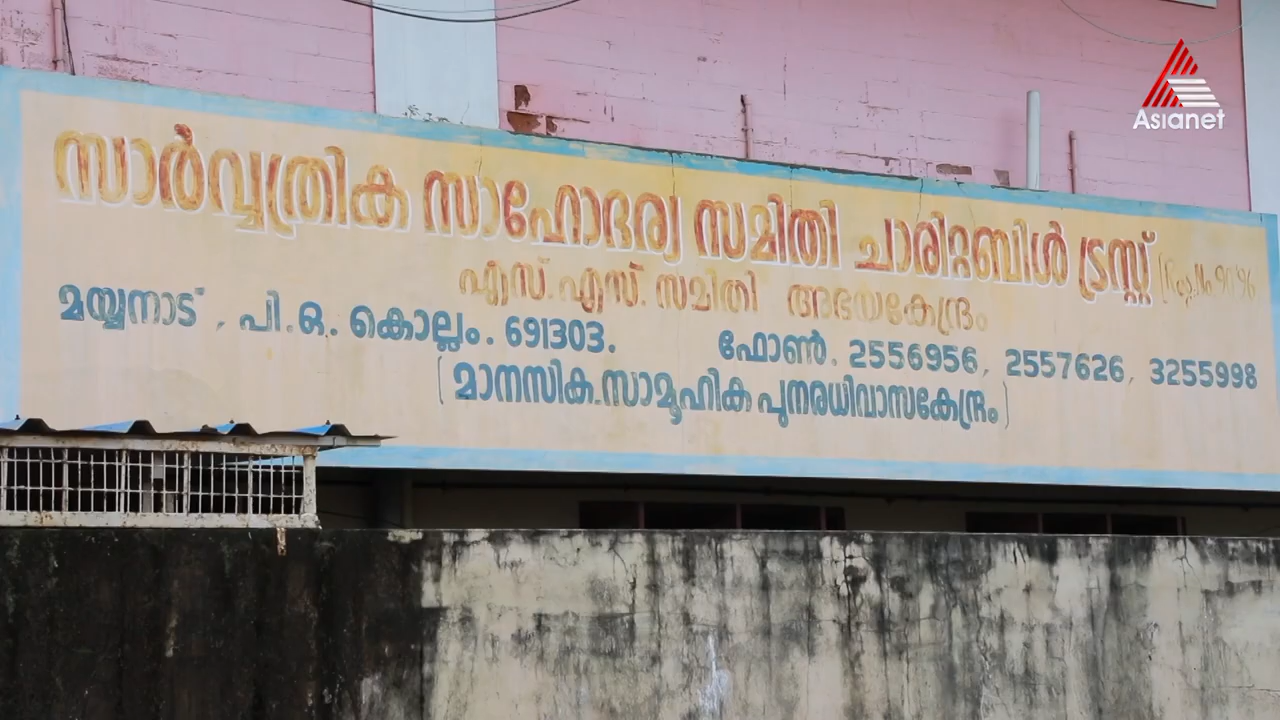 Asianet
സാർവ്വത്രിക സാഹോദര്യ സമിതി ചാരിറ്റബിൾ ട്രസ്റ്റ്
എസ്.എസ്. സമിതി അഭയകേന്ദ്രം
മയ്യനാട്, പി.ഒ. കൊല്ലം. 691303. ഫോൺ. 2556956, 2557626, 3255998
(മാനസിക.സാമൂഹിക പുനരധിവാസകേന്ദ്രം)